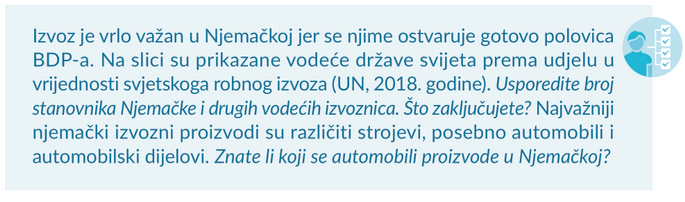 Izvoz je vrlo važan u Njemačkoj jer se njime ostvaruje gotovo polovica
BDP-a. Na slici su prikazane vodeće države svijeta prema udjelu u
vrijednosti svjetskoga robnog izvoza (UN, 2018. godine). Usporedite broj
stanovnika Njemačke i drugih vodećih izvoznica. Što zaključujete? Najvažniji
njemački izvozni proizvodi su različiti strojevi, posebno automobili i
automobilski dijelovi. Znate li koji se automobili proizvode u Njemačkoj?